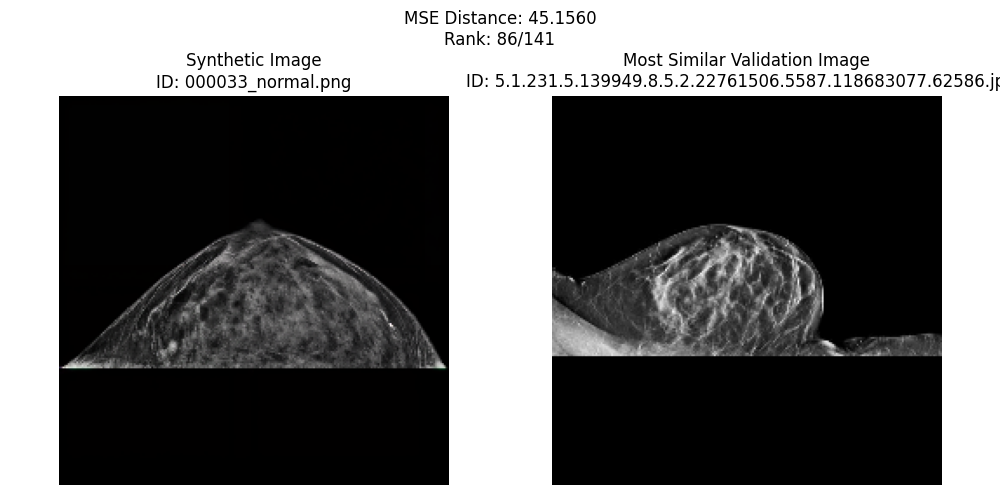 MSE Distance: 45.1560
Rank: 86/141
Synthetic Image
ID: 000033_normal.png
Most Similar Validation Image
ID: 5.1.231.5.139949.8.5.2.22761506.5587.118683077.62586.jp